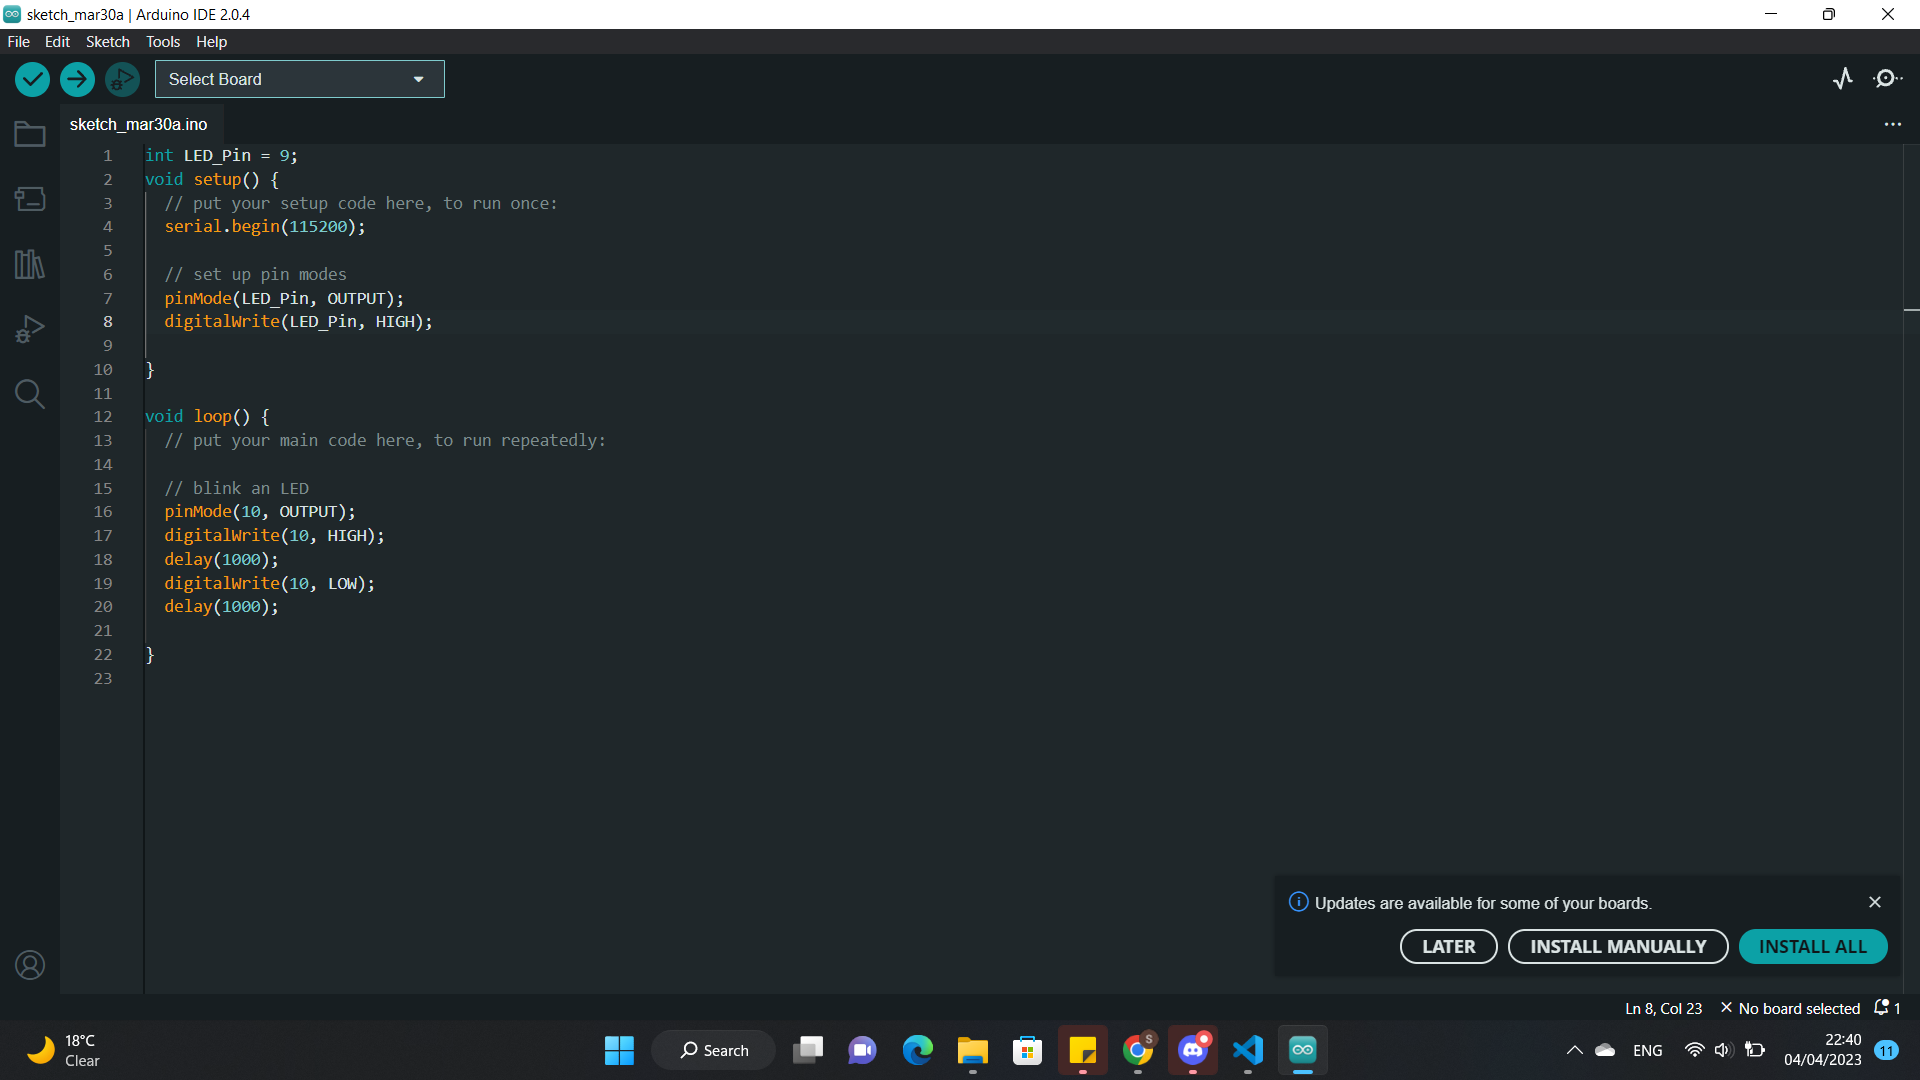 sketch_mar30a | Arduino IDE 2.0.4
File Edit Sketch Tools Help
Select Board
sketch_mar30a.ino
1 int LED_Pin = 9;
2 void setup() {
3 // put your setup code here, to run once:
4 serial.begin(115200);
5
6 // set up pin modes
7 pinMode(LED_Pin, OUTPUT);
8 digitalWrite(LED_Pin, HIGH);
9
10 }
11
12 void loop() {
13 // put your main code here, to run repeatedly:
14
15 // blink an LED
16 pinMode(10, OUTPUT);
17 digitalWrite(10, HIGH);
18 delay(1000);
19 digitalWrite(10, LOW);
20 delay(1000);
21
22 }
23
Updates are available for some of your boards.
LATER INSTALL MANUALLY INSTALL ALL
Ln 8, Col 23 No board selected 1
18°C
Clear
Search
S
ENG
22:40
04/04/2023
11